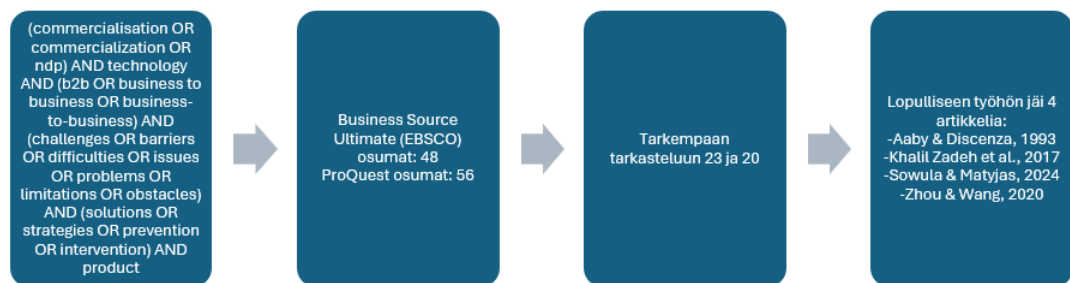 (commercialisation OR
commercialization OR
ndp) AND technology
AND (b2b OR business to
business OR business-
to-business) AND
(challenges OR barriers
OR difficulties OR issues
OR problems OR
limitations OR obstacles)
AND (solutions OR
strategies OR prevention
OR intervention) AND
product
Business Source
Ultimate (EBSCO)
osumat: 48
ProQuest osumat: 56
Tarkempaan
tarkasteluun 23 ja 20
Lopulliseen työhön jäi 4
artikkelia:
-Aaby & Discenza, 1993
-Khalil Zadeh et al., 2017
-Sowula & Matyjas, 2024
-Zhou & Wang, 2020